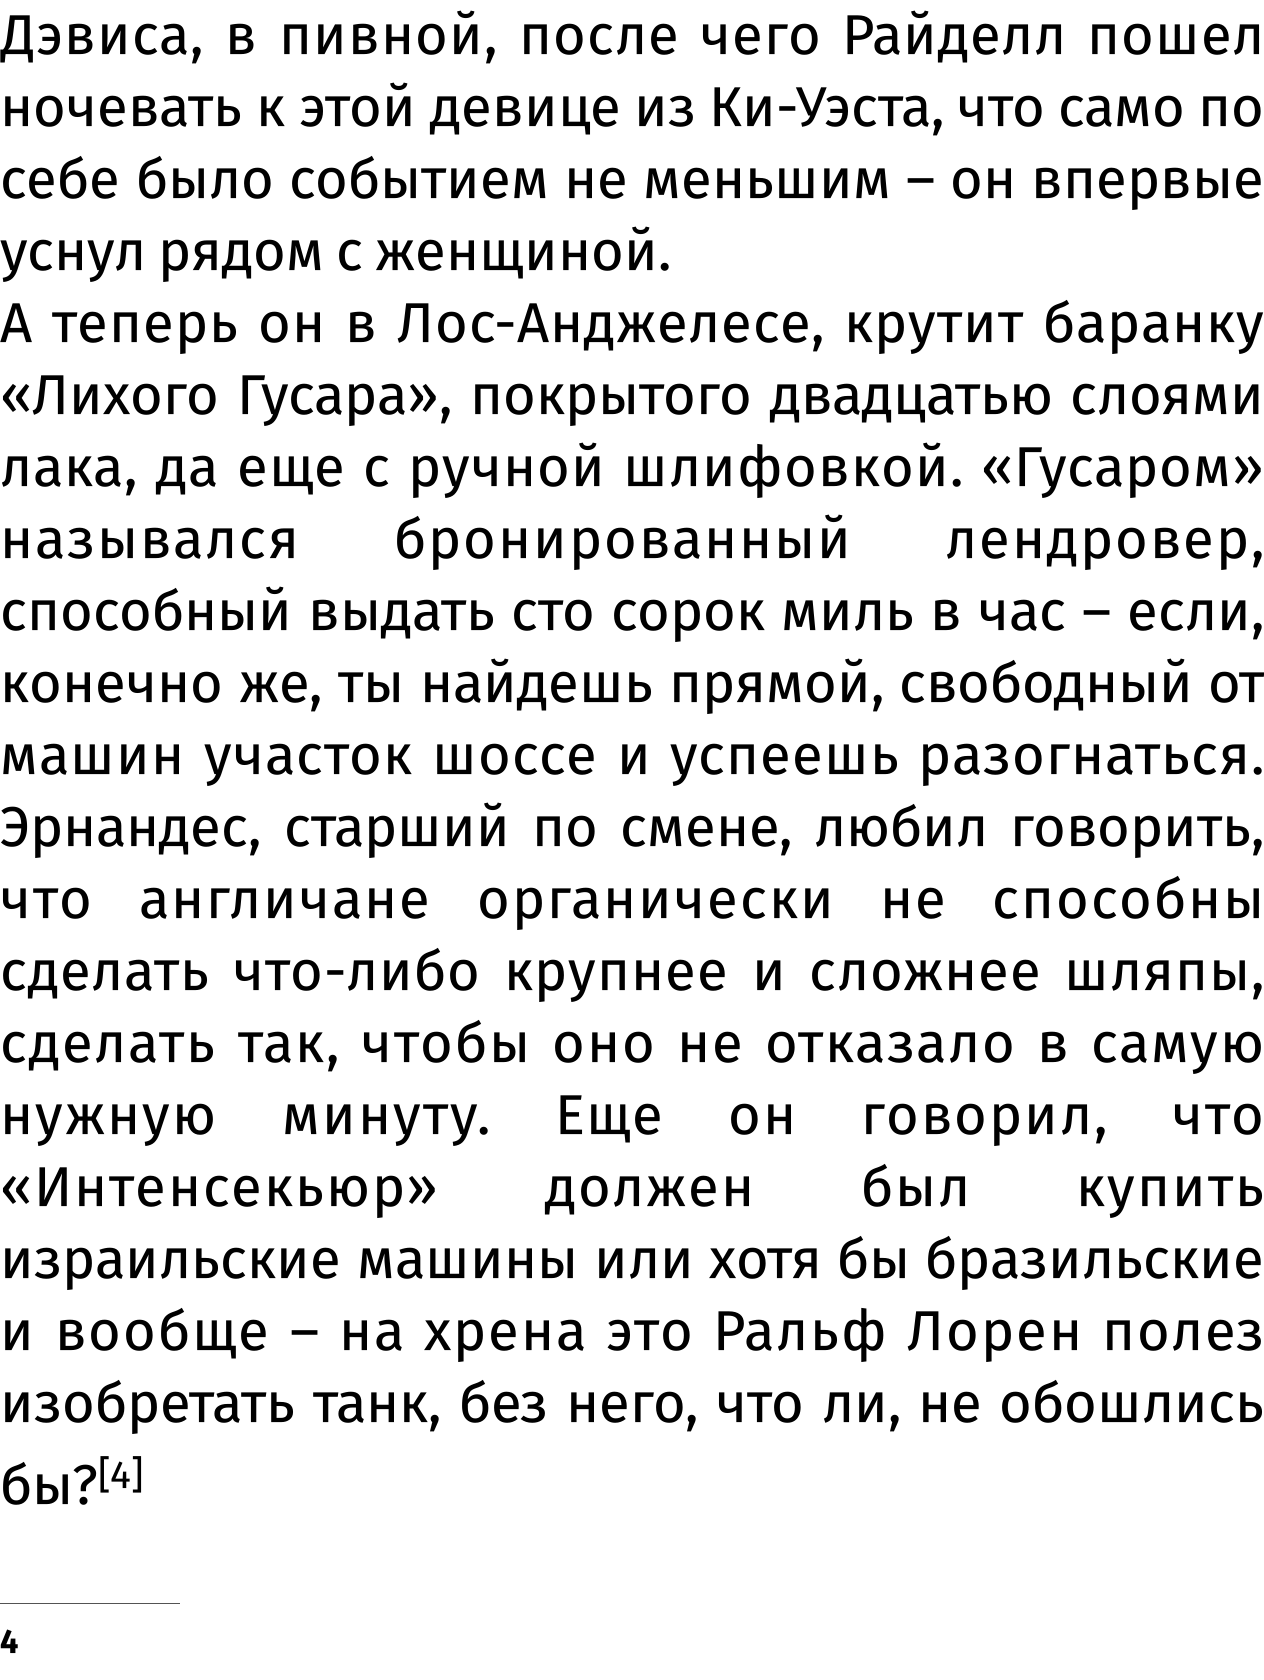 Дэвиса, в пивной, после чего Райделл пошел
ночевать к этой девице из Ки-Уэста, что само по
себе было событием не меньшим – он впервые
уснул рядом с женщиной.
А теперь он в Лос-Анджелесе, крутит баранку
«Лихого Гусара», покрытого двадцатью слоями
лака, да еще с ручной шлифовкой. «Гусаром»
назывался бронированный лендровер,
способный выдать сто сорок миль в час – если,
конечно же, ты найдешь прямой, свободный от
машин участок шоссе и успеешь разогнаться.
Эрнандес, старший по смене, любил говорить,
что англичане органически не способны
сделать что-либо крупнее и сложнее шляпы,
сделать так, чтобы оно не отказало в самую
нужную минуту. Еще он говорил, что
«Интенсекьюр» должен был купить
израильские машины или хотя бы бразильские
и вообще – на хрена это Ральф Лорен полез
изобретать танк, без него, что ли, не обошлись
бы?[4]
4